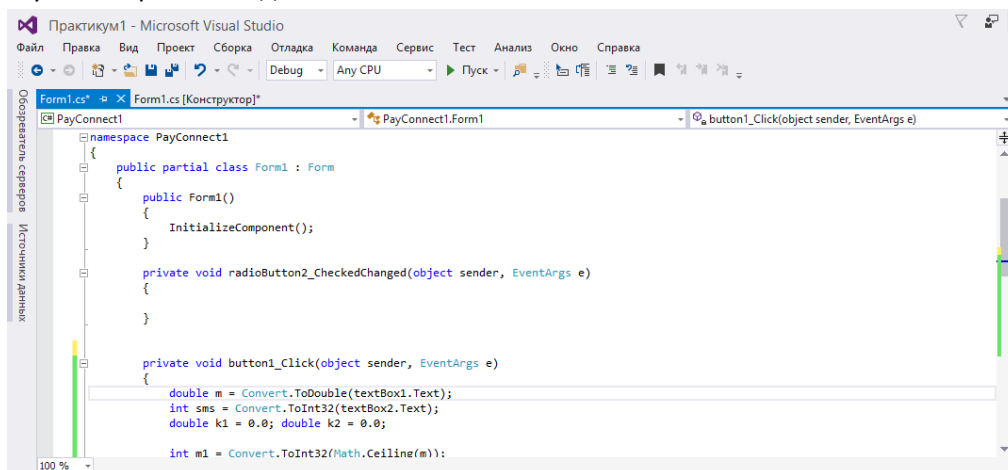 Практикум1 - Microsoft Visual Studio
Файл Правка Вид Проект Сборка Отладка Команда Сервис Тест Анализ Окно Справка
Debug Any CPU Пуск
Обозреватель серверов
Источники данных
Form1.cs* Form1.cs [Конструктор]*
PayConnect1 PayConnect1.Form1 button1_Click(object sender, EventArgs e)
namespace PayConnect1
{
public partial class Form1 : Form
{
public Form1()
{
InitializeComponent();
}
private void radioButton2_CheckedChanged(object sender, EventArgs e)
{
}
private void button1_Click(object sender, EventArgs e)
{
double m = Convert.ToDouble(textBox1.Text);
int sms = Convert.ToInt32(textBox2.Text);
double k1 = 0.0; double k2 = 0.0;
int m1 = Convert.ToInt32(Math.Ceiling(m));
100 %